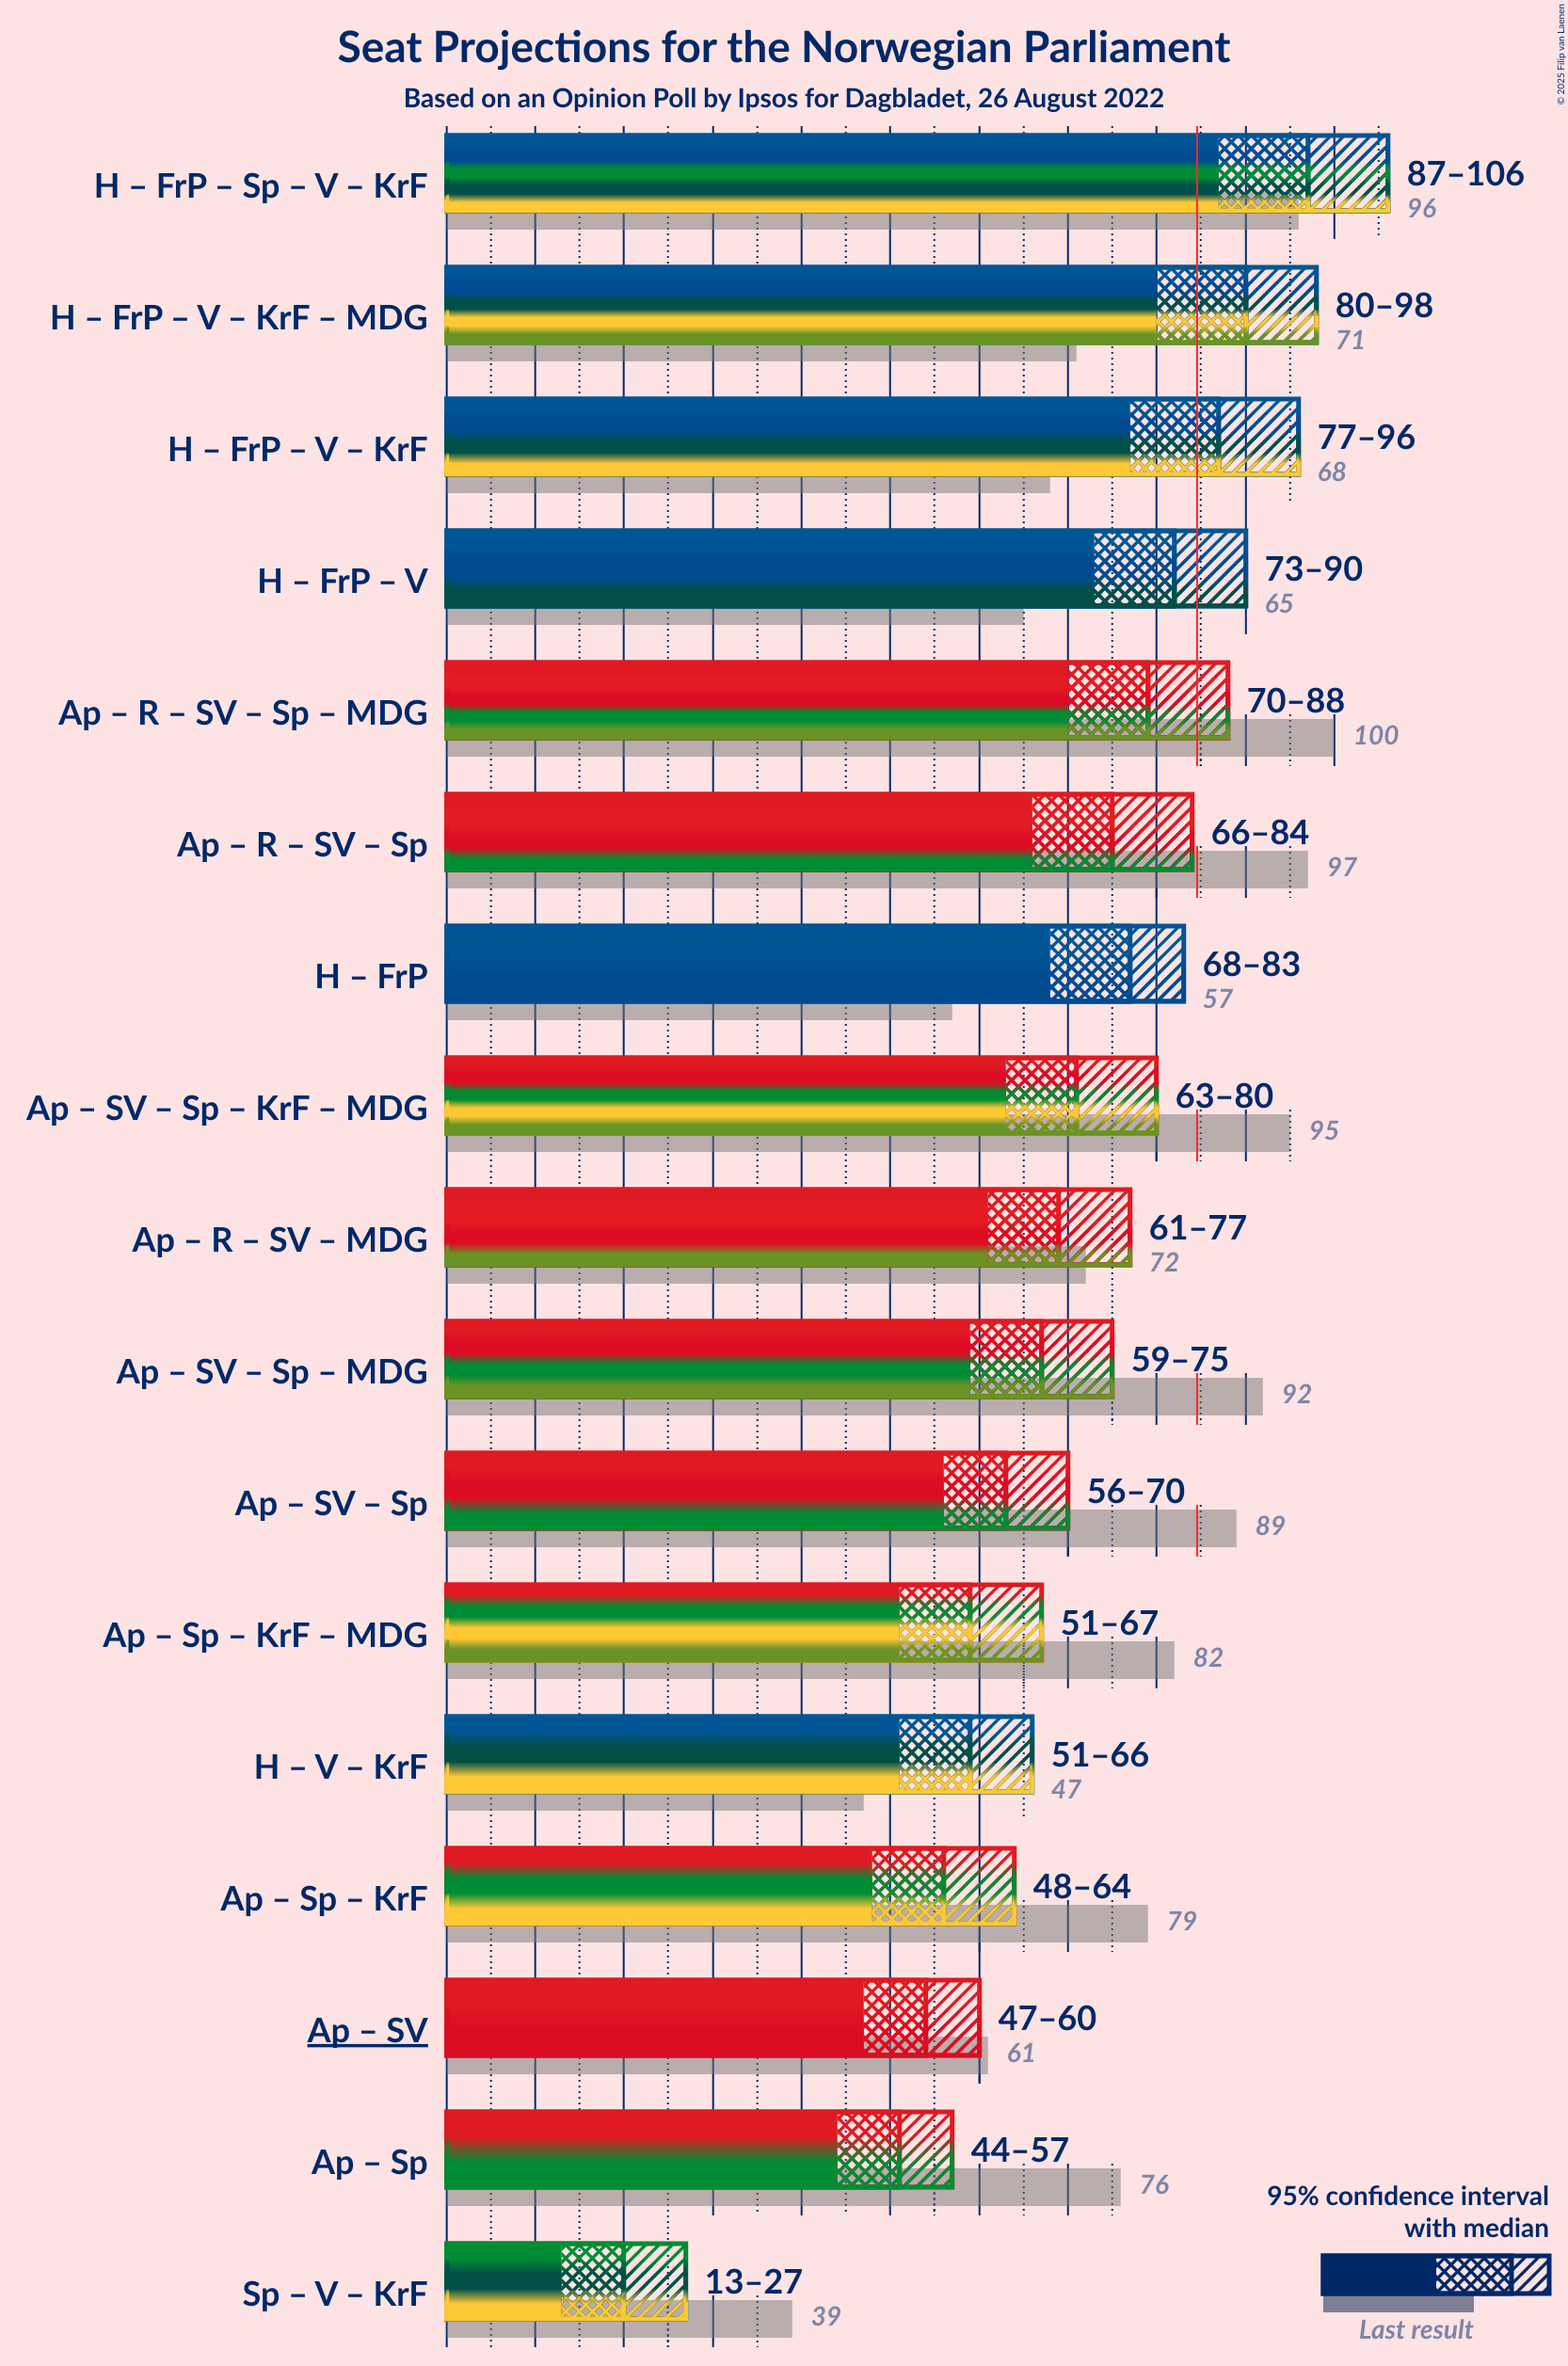 Seat Projections for the Norwegian Parliament
Based on an Opinion Poll by Ipsos for Dagbladet, 26 August 2022
© 2025 Filip van Laenen
H – FrP – Sp – V – KrF
87–106
96
H – FrP – V – KrF – MDG
80–98
71
H – FrP – V – KrF
77–96
68
H – FrP – V
73–90
65
Ap – R – SV – Sp – MDG
70–88
100
Ap – R – SV – Sp
66–84
97
H – FrP
68–83
57
Ap – SV – Sp – KrF – MDG
63–80
95
Ap – R – SV – MDG
61–77
72
Ap – SV – Sp – MDG
59–75
92
Ap – SV – Sp
56–70
89
Ap – Sp – KrF – MDG
51–67
82
H – V – KrF
51–66
47
Ap – Sp – KrF
48–64
79
Ap – SV
47–60
61
Ap – Sp
44–57
76
Sp – V – KrF
13–27
39
95% confidence interval
with median
Last result